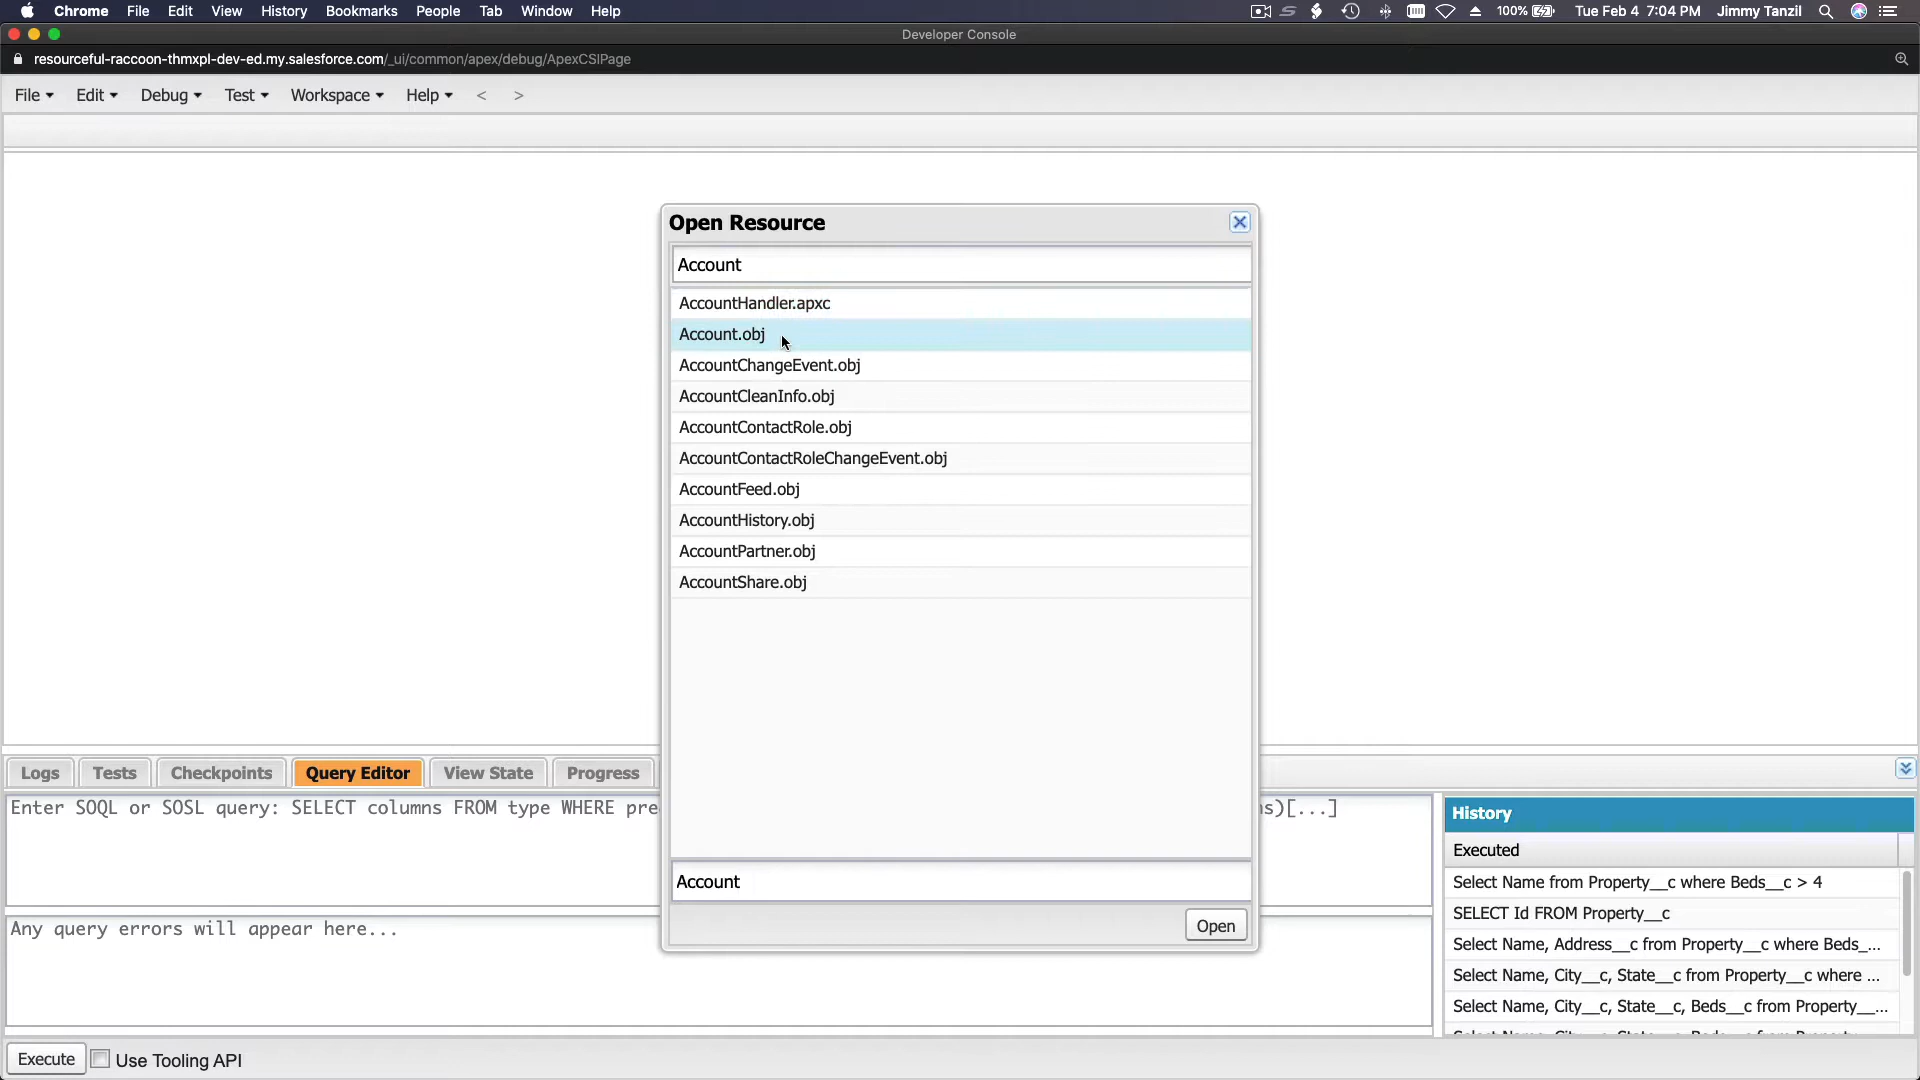 Chrome File Edit View History Bookmarks People Tab Window Help 100% Tue Feb 4 7:04 PM Jimmy Tanzil
Developer Console
resourceful-raccoon-thmxpl-dev-ed.my.salesforce.com/_ui/common/apex/debug/ApexCSIPage
File Edit Debug Test Workspace Help < >
Open Resource
Account
AccountHandler.apxc
Account.obj
AccountChangeEvent.obj
AccountCleanInfo.obj
AccountContactRole.obj
AccountContactRoleChangeEvent.obj
AccountFeed.obj
AccountHistory.obj
AccountPartner.obj
AccountShare.obj
Account
Open
Logs Tests Checkpoints Query Editor View State Progress
Enter SOQL or SOSL query: SELECT columns FROM type WHERE pre s)[...]
Any query errors will appear here...
History
Executed
Select Name from Property__c where Beds__c > 4
SELECT Id FROM Property__c
Select Name, Address__c from Property__c where Beds_...
Select Name, City__c, State__c from Property__c where ...
Select Name, City__c, State__c, Beds__c from Property__...
Execute Use Tooling API